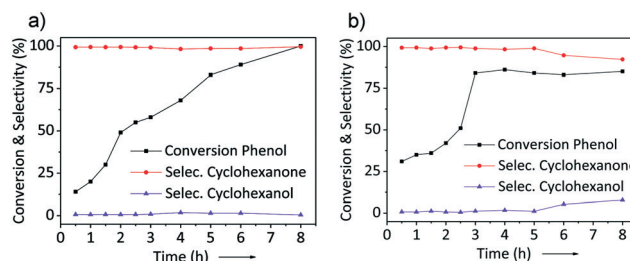 a)
Conversion & Selectivity (%)
100
75
50
25
0
Conversion Phenol
Selec. Cyclohexanone
Selec. Cyclohexanol
0 1 2 3 4 5 6 7 8
Time (h)
b)
Conversion & Selectivity (%)
100
75
50
25
0
Conversion Phenol
Selec. Cyclohexanone
Selec. Cyclohexanol
0 1 2 3 4 5 6 7 8
Time (h)